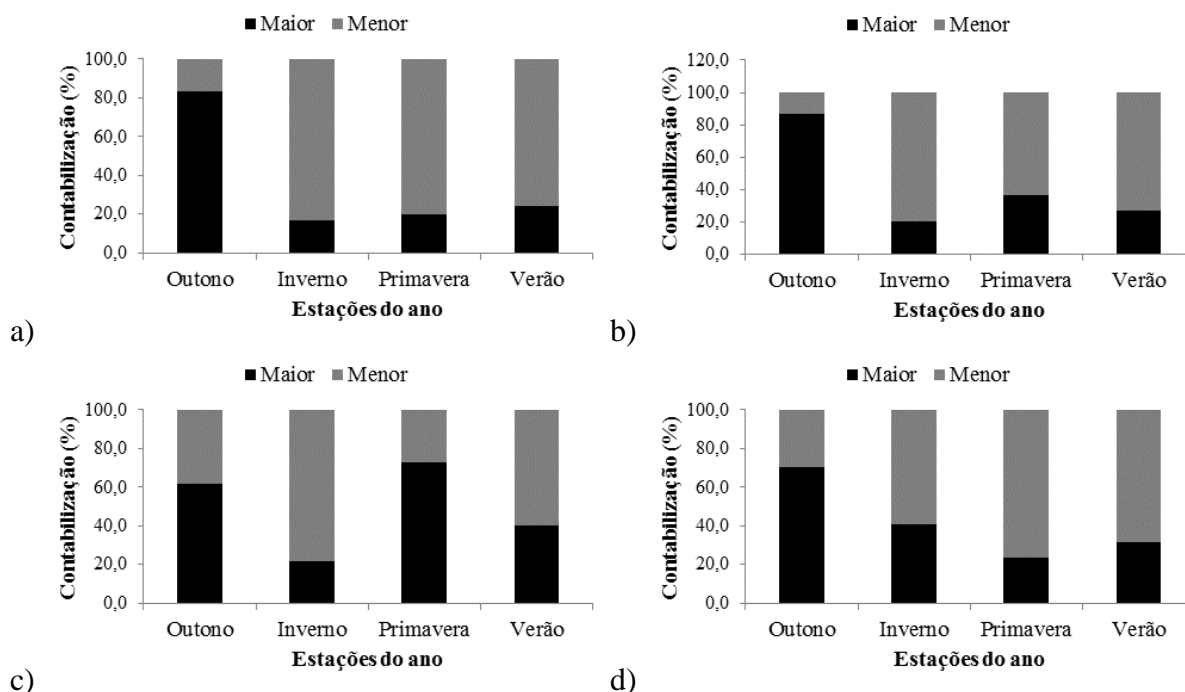 Maior Menor
Contabilização (%)
100,0
80,0
60,0
40,0
20,0
0,0
Outono Inverno Primavera Verão
Estações do ano
a)
Maior Menor
Contabilização (%)
120,0
100,0
80,0
60,0
40,0
20,0
0,0
Outono Inverno Primavera Verão
Estações do ano
b)
Maior Menor
Contabilização (%)
100,0
80,0
60,0
40,0
20,0
0,0
Outono Inverno Primavera Verão
Estações do ano
c)
Maior Menor
Contabilização (%)
100,0
80,0
60,0
40,0
20,0
0,0
Outono Inverno Primavera Verão
Estações do ano
d)